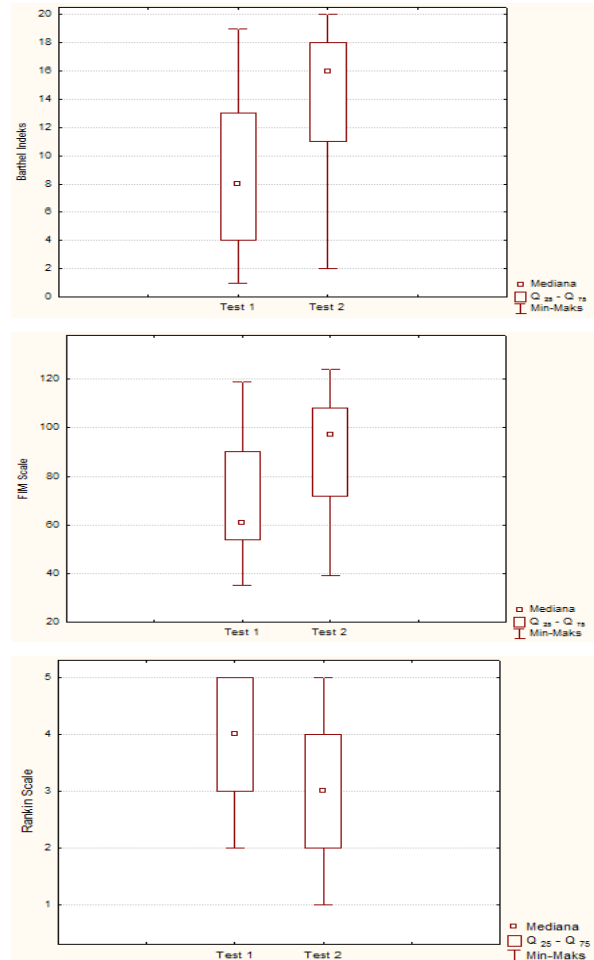 20
18
16
14
12
10
8
6
4
2
0
Barthel Indeks
Test 1 Test 2
Mediana
Q 25 - Q 75
Min-Maks
120
100
80
60
40
20
FIM Scale
Test 1 Test 2
Mediana
Q 25 - Q 75
Min-Maks
5
4
3
2
1
Rankin Scale
Test 1 Test 2
Mediana
Q 25 - Q 75
Min-Maks